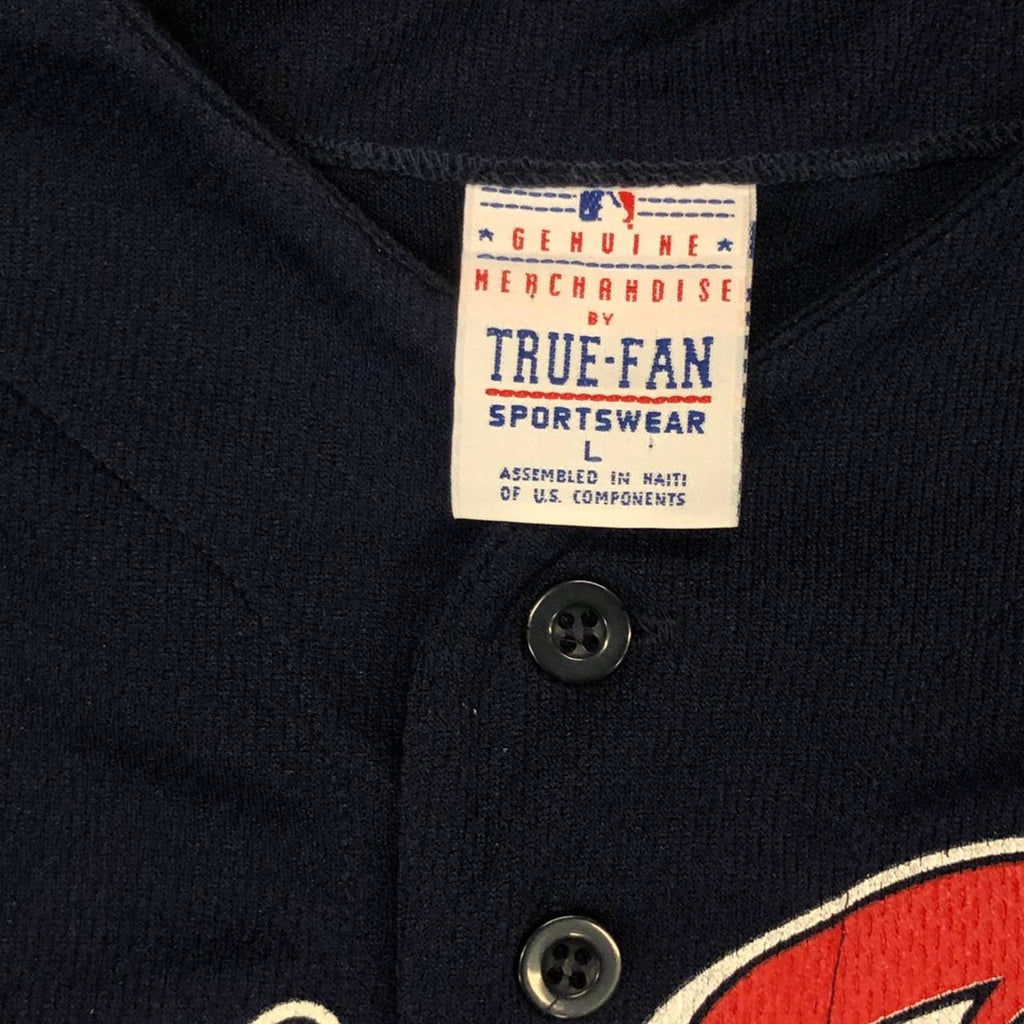 ★ GENUINE ★
MERCHANDISE
BY
TRUE-FAN
SPORTSWEAR
L
ASSEMBLED IN HAITI
OF U.S. COMPONENTS